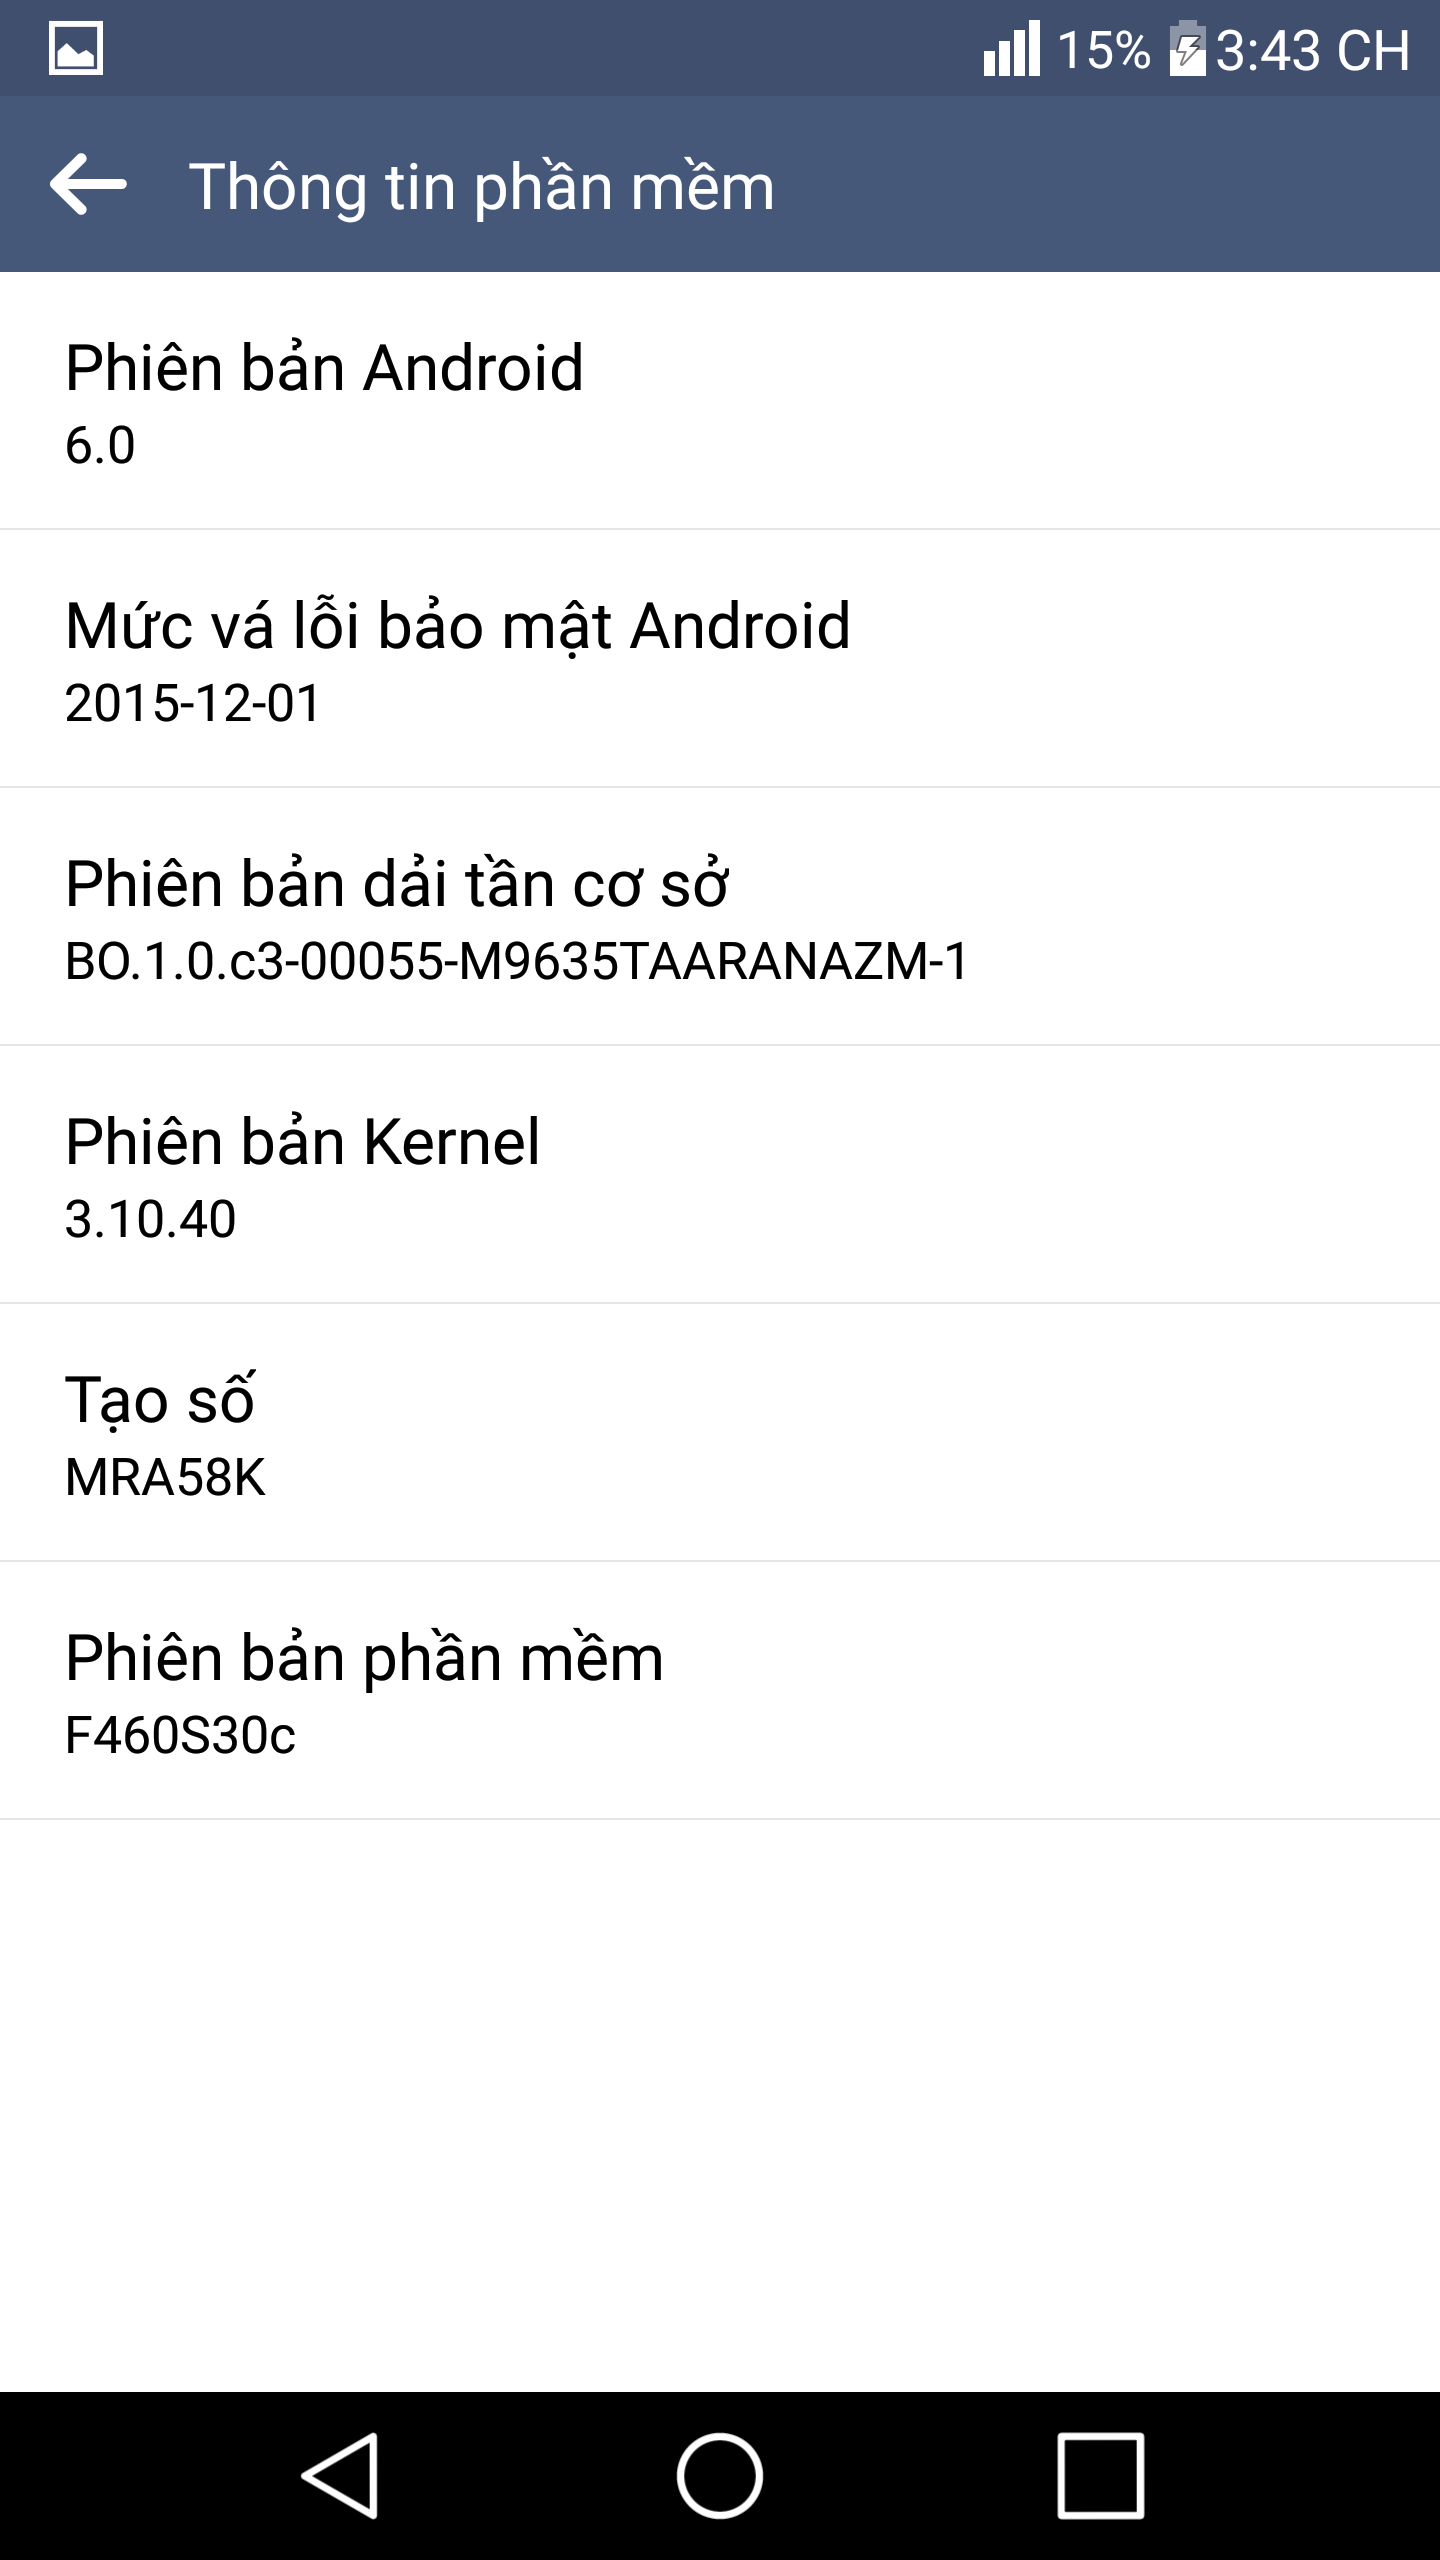 15% 3:43 CH
Thông tin phần mềm
Phiên bản Android
6.0
Mức vá lỗi bảo mật Android
2015-12-01
Phiên bản dải tần cơ sở
BO.1.0.c3-00055-M9635TAARANAZM-1
Phiên bản Kernel
3.10.40
Tạo số
MRA58K
Phiên bản phần mềm
F460S30c